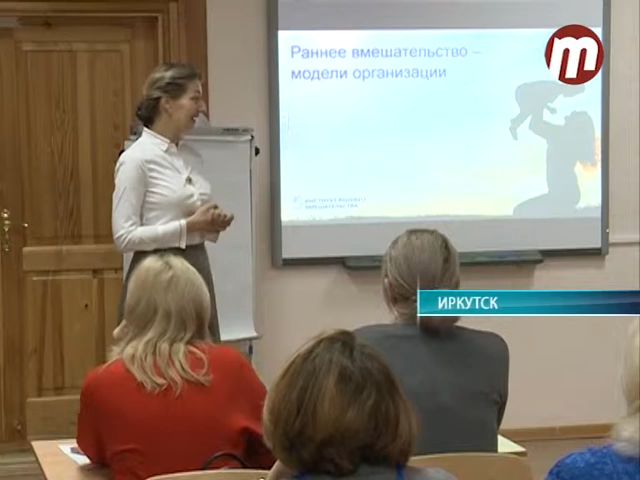 Раннее вмешательство –
модели организации
m
ИРКУТСК